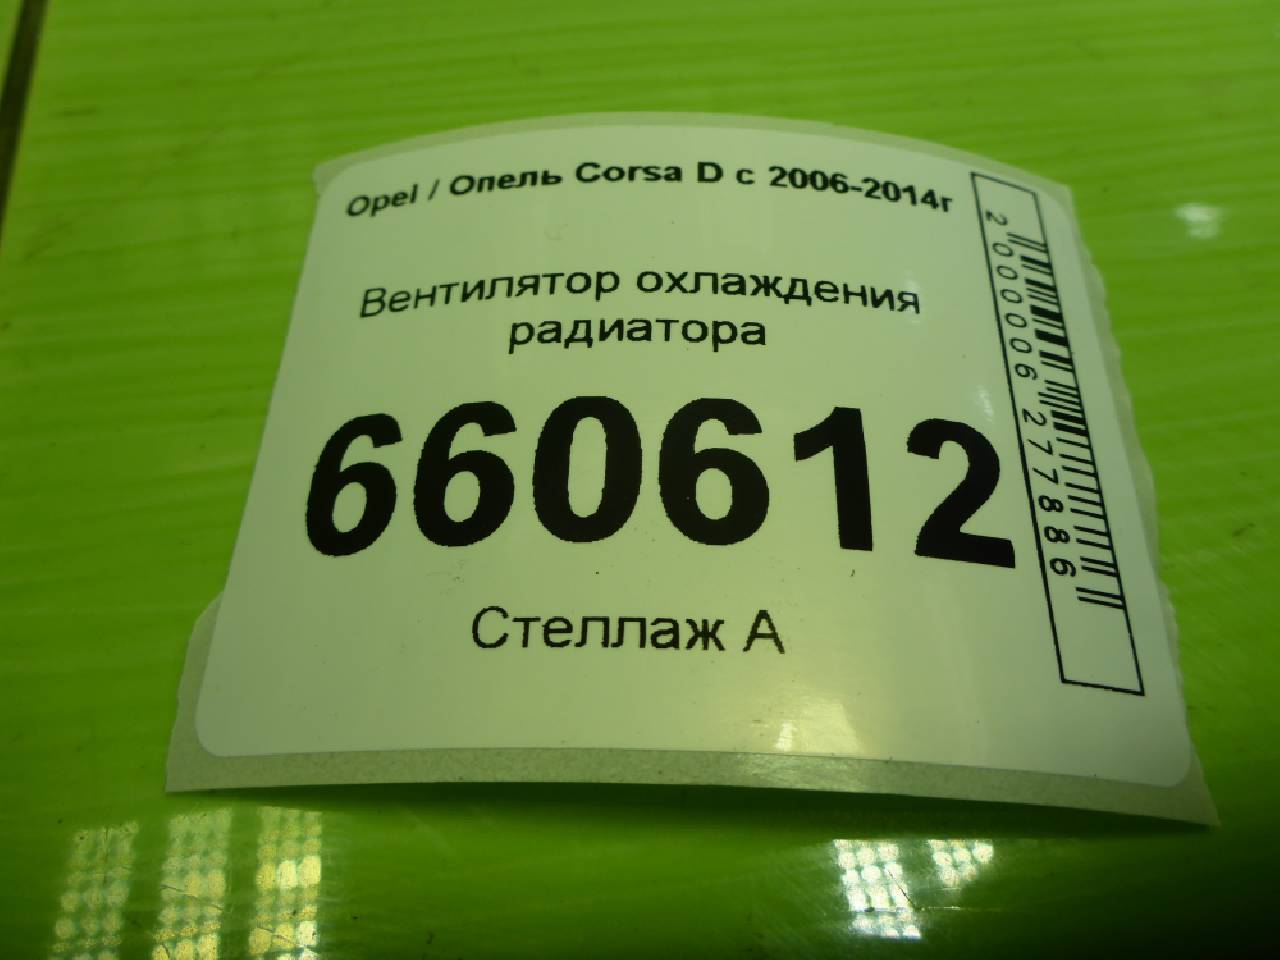 Opel / Опель Corsa D с 2006-2014г
Вентилятор охлаждения
радиатора
660612
Стеллаж А
2000006277886